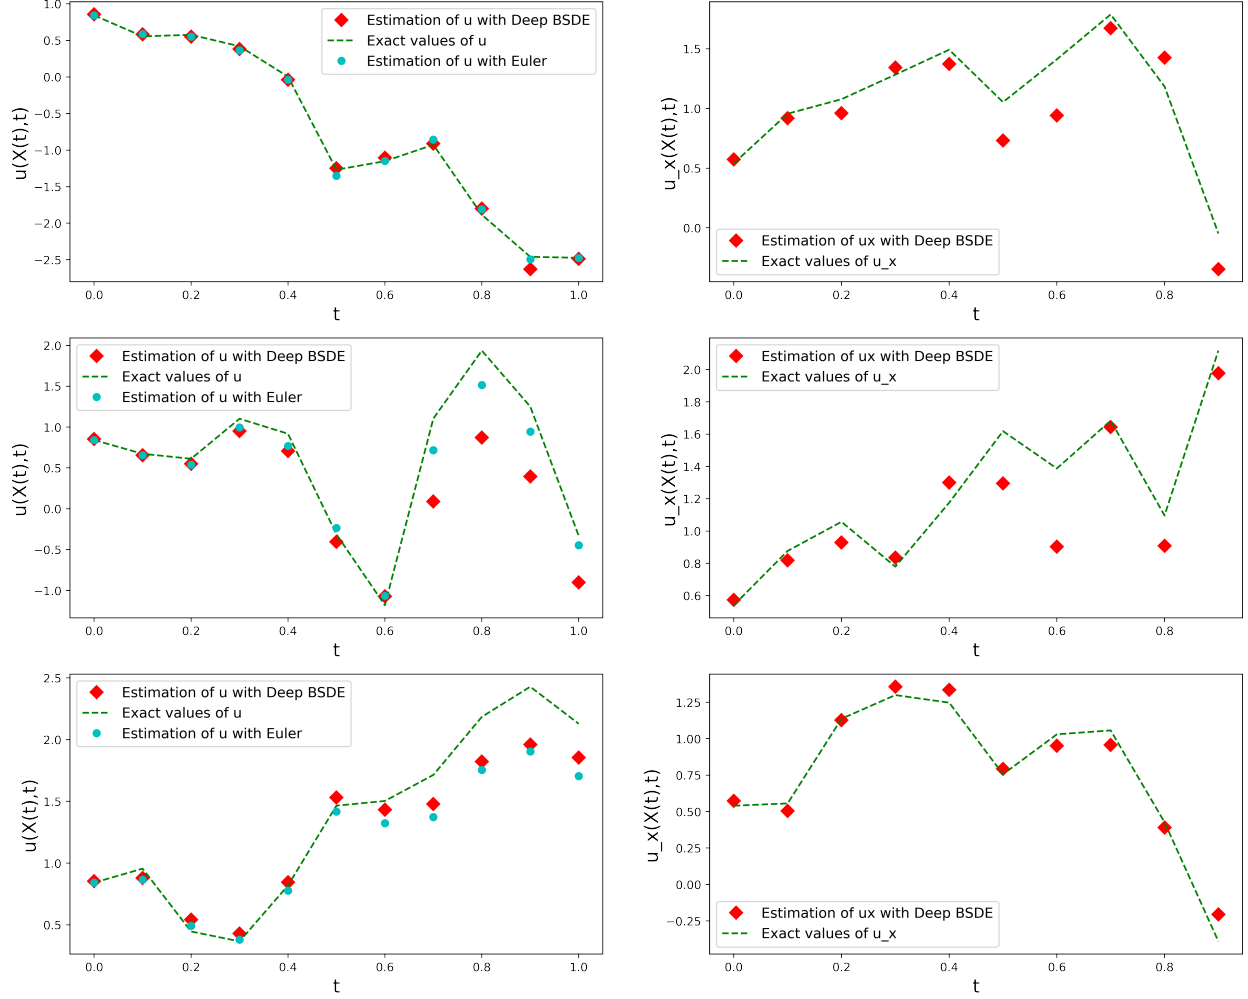 1.0
0.5
0.0
−0.5
−1.0
−1.5
−2.0
−2.5
u(X(t),t)
Estimation of u with Deep BSDE
Exact values of u
Estimation of u with Euler
0.0 0.2 0.4 0.6 0.8 1.0
t
1.5
1.0
0.5
0.0
u_x(X(t),t)
Estimation of ux with Deep BSDE
Exact values of u_x
0.0 0.2 0.4 0.6 0.8
t
2.0
1.5
1.0
0.5
0.0
−0.5
−1.0
u(X(t),t)
Estimation of u with Deep BSDE
Exact values of u
Estimation of u with Euler
0.0 0.2 0.4 0.6 0.8 1.0
t
2.0
1.8
1.6
1.4
1.2
1.0
0.8
0.6
u_x(X(t),t)
Estimation of ux with Deep BSDE
Exact values of u_x
0.0 0.2 0.4 0.6 0.8
t
2.5
2.0
1.5
1.0
0.5
u(X(t),t)
Estimation of u with Deep BSDE
Exact values of u
Estimation of u with Euler
0.0 0.2 0.4 0.6 0.8 1.0
t
1.25
1.00
0.75
0.50
0.25
0.00
−0.25
u_x(X(t),t)
Estimation of ux with Deep BSDE
Exact values of u_x
0.0 0.2 0.4 0.6 0.8
t